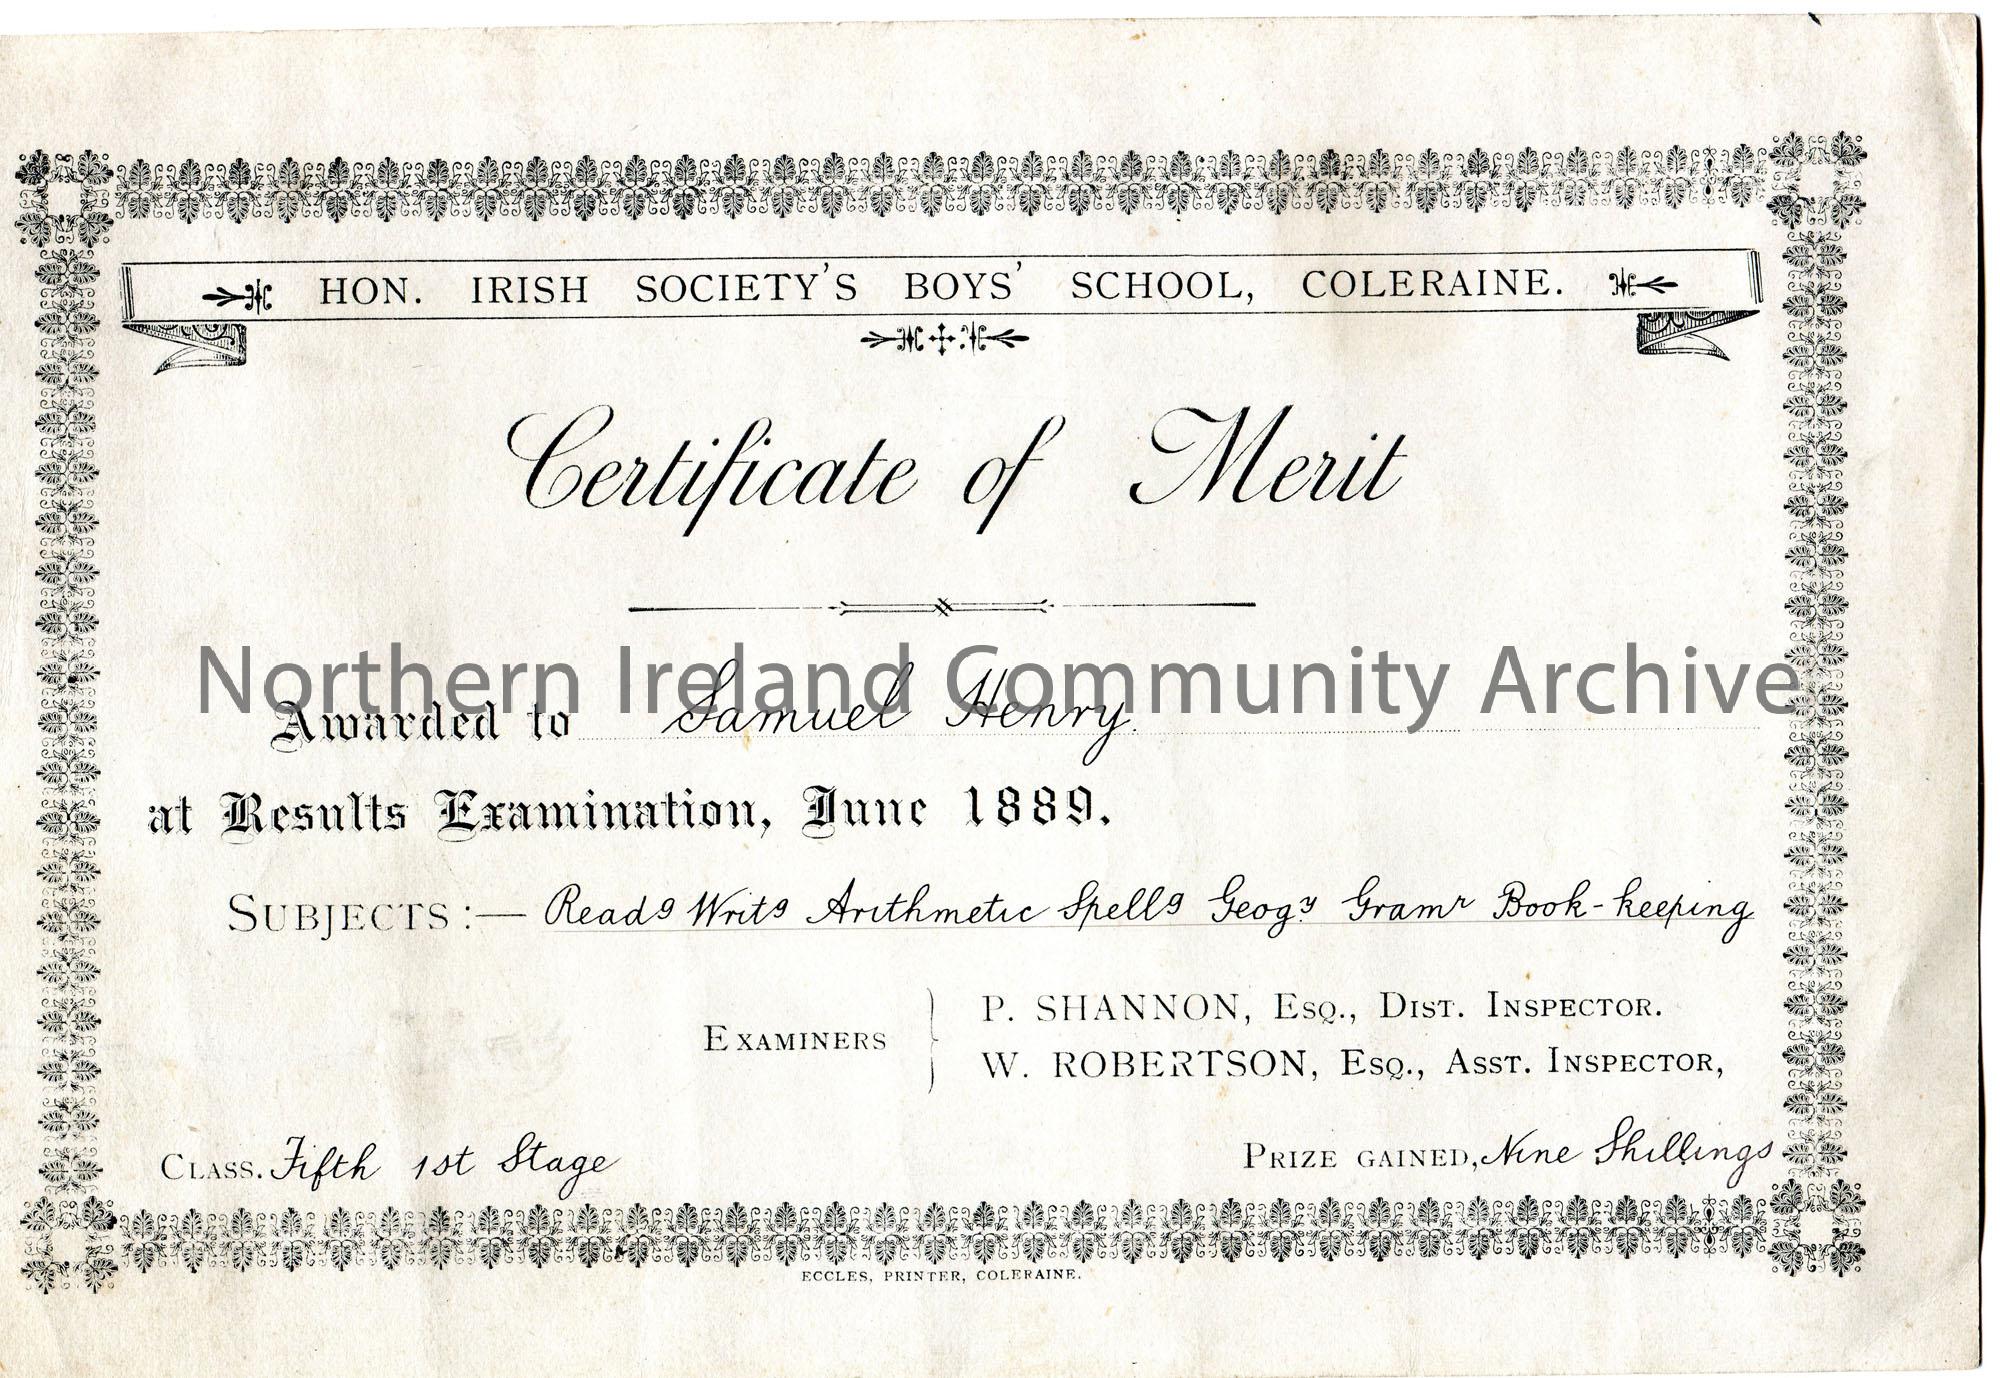 HON. IRISH SOCIETY'S BOYS' SCHOOL, COLERAINE.
Certificate of Merit
Northern Ireland Community Archive
Awarded to Samuel Henry.
at Results Examination, June 1889.
SUBJECTS:— Readg Writg Arithmetic Spellg Geogy Gramr Book-keeping
EXAMINERS
P. SHANNON, ESQ., DIST. INSPECTOR.
W. ROBERTSON, ESQ., ASST. INSPECTOR,
CLASS. Fifth 1st Stage
PRIZE GAINED, Nine Shillings
ECCLES, PRINTER, COLERAINE.